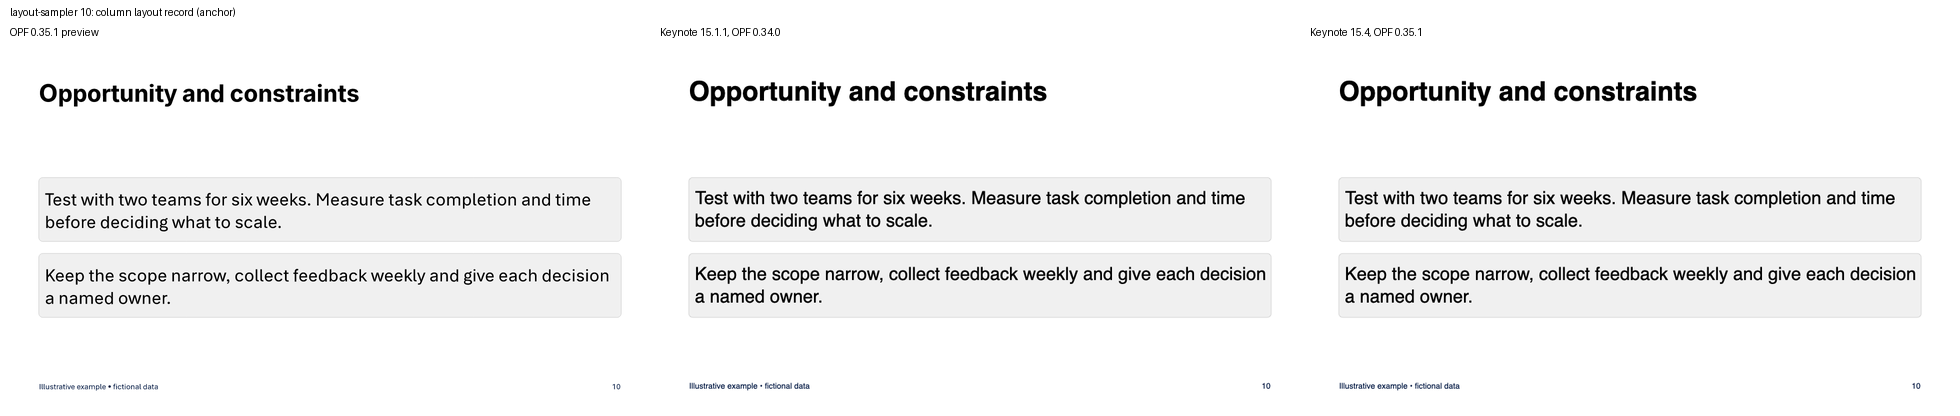 layout-sampler 10: column layout record (anchor)
OPF 0.35.1 preview
Opportunity and constraints
Test with two teams for six weeks. Measure task completion and time
before deciding what to scale.
Keep the scope narrow, collect feedback weekly and give each decision
a named owner.
Illustrative example • fictional data
10
Keynote 15.1.1, OPF 0.34.0
Opportunity and constraints
Test with two teams for six weeks. Measure task completion and time
before deciding what to scale.
Keep the scope narrow, collect feedback weekly and give each decision
a named owner.
Illustrative example • fictional data
10
Keynote 15.4, OPF 0.35.1
Opportunity and constraints
Test with two teams for six weeks. Measure task completion and time
before deciding what to scale.
Keep the scope narrow, collect feedback weekly and give each decision
a named owner.
Illustrative example • fictional data
10